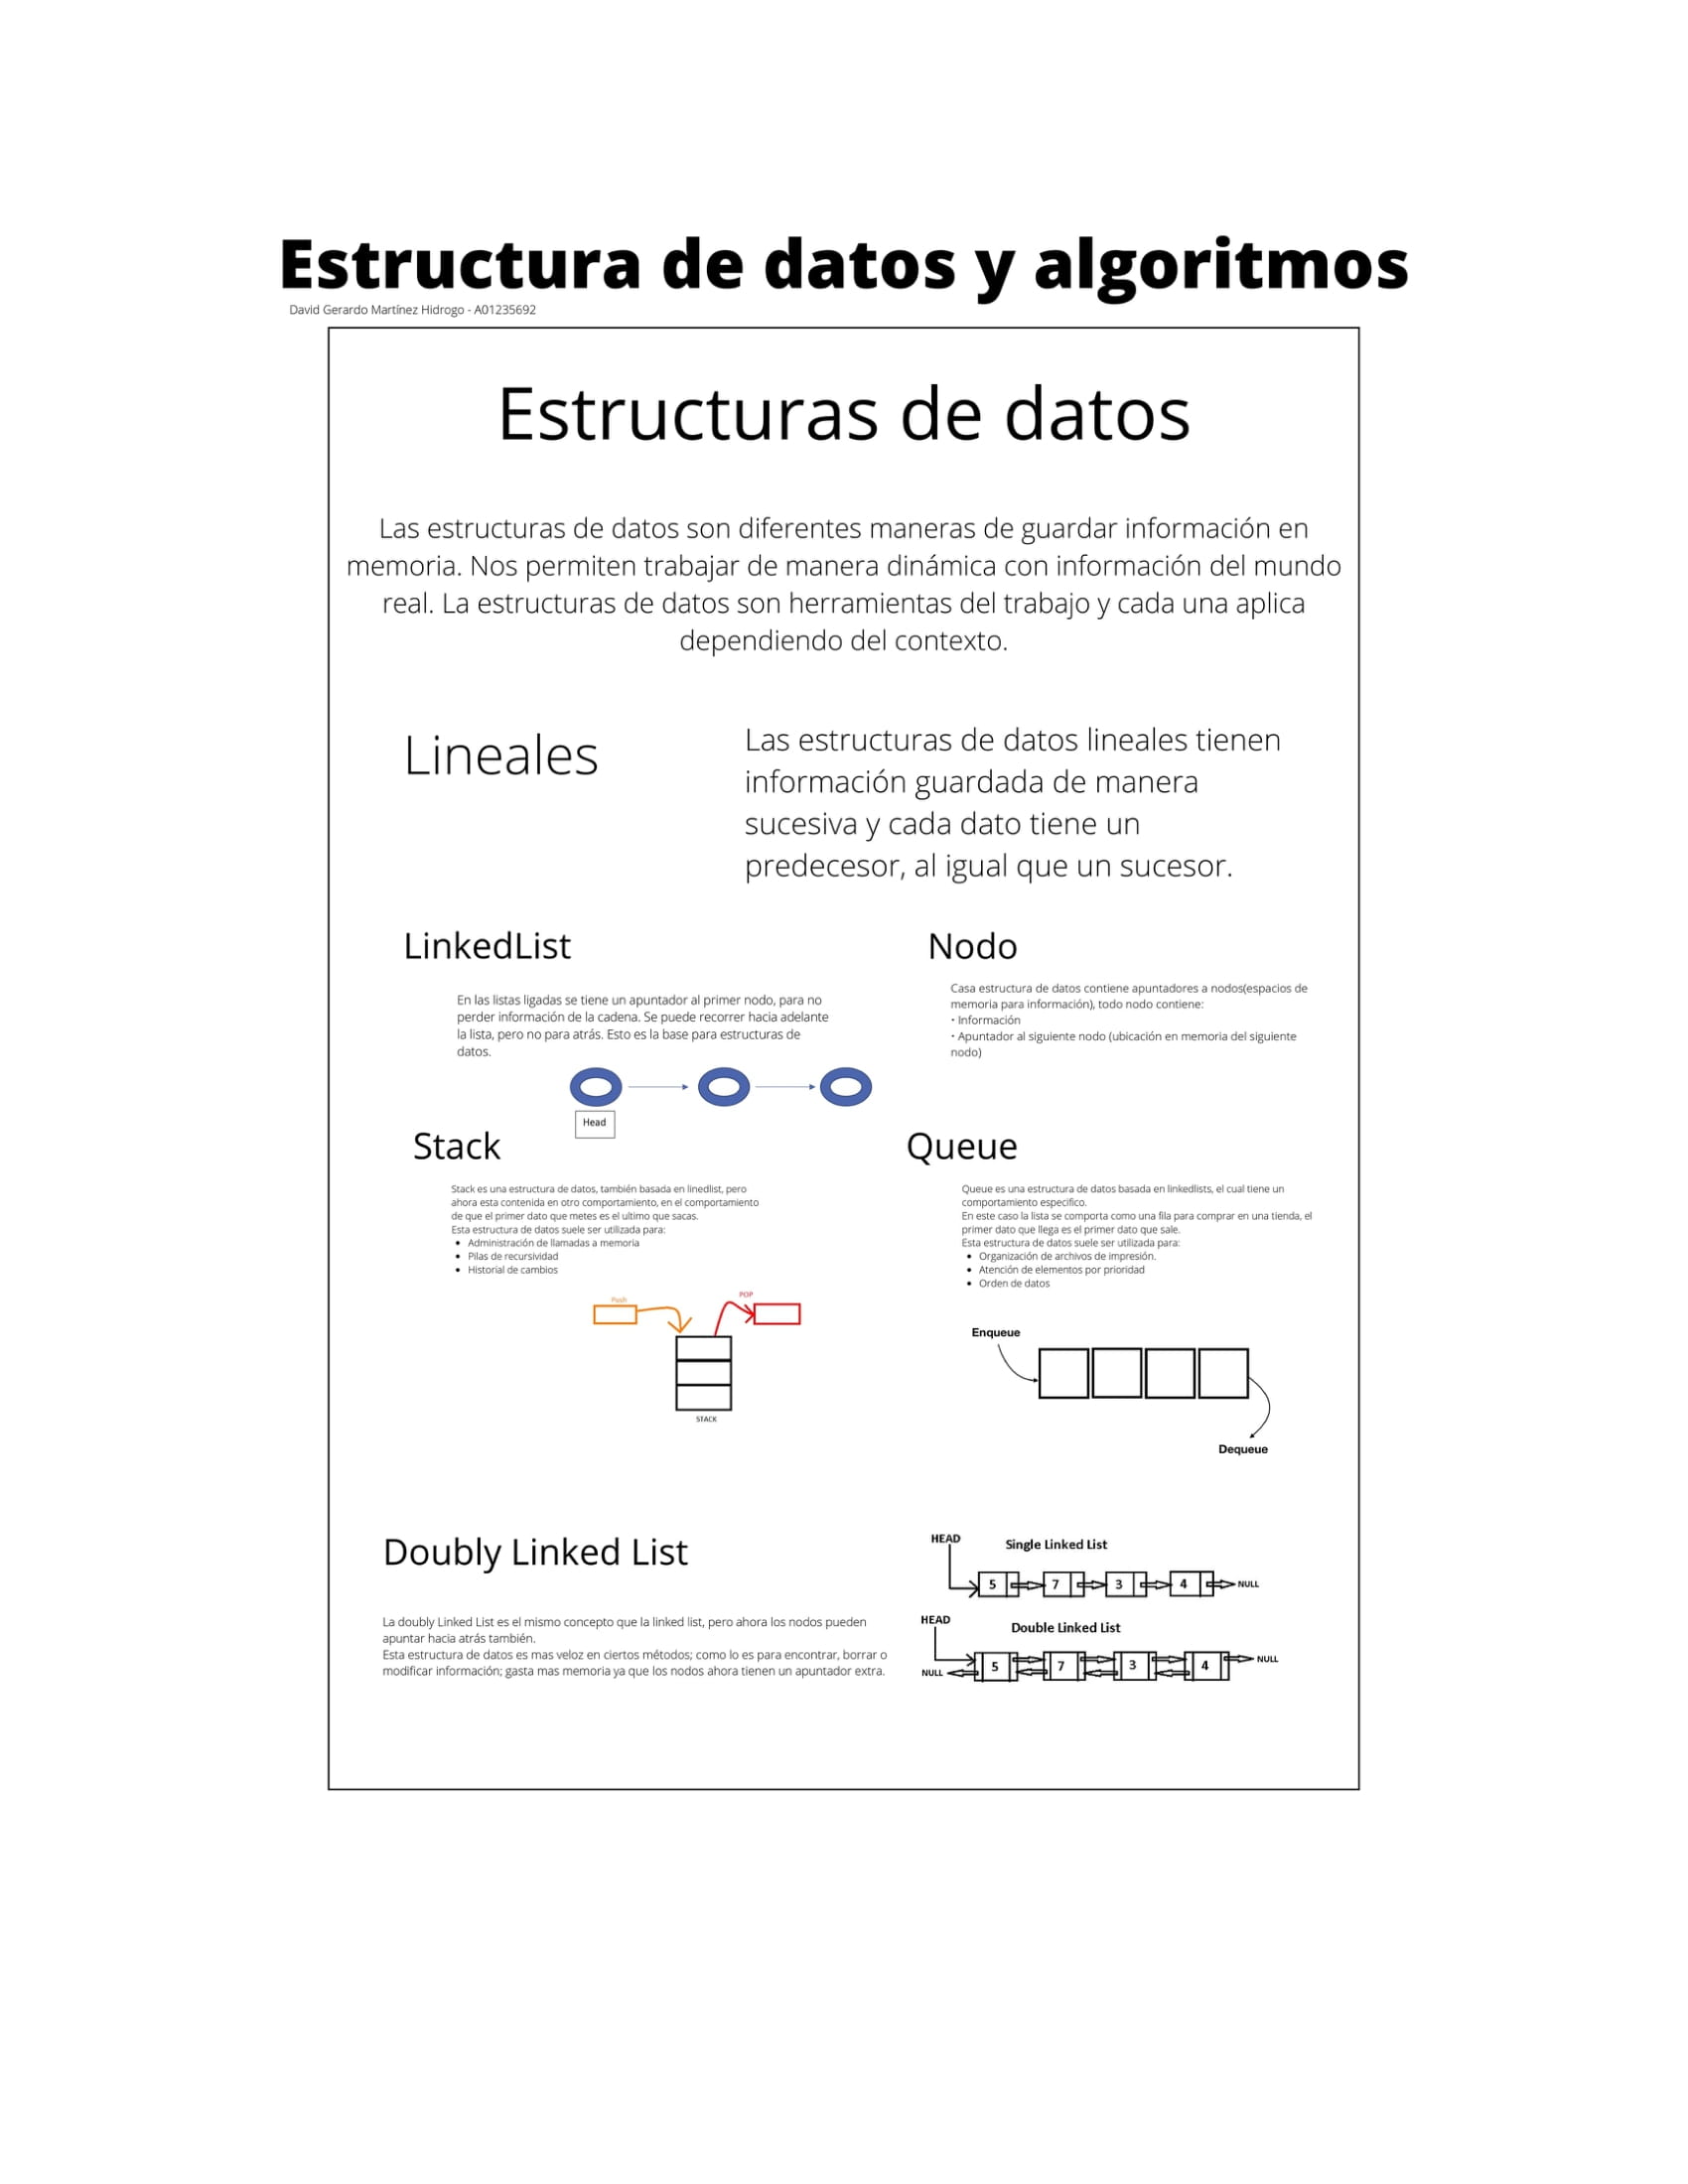 Estructura de datos y algoritmos
David Gerardo Martínez Hidrogo - A01235692
Estructuras de datos
Las estructuras de datos son diferentes maneras de guardar información en
memoria. Nos permiten trabajar de manera dinámica con información del mundo
real. La estructuras de datos son herramientas del trabajo y cada una aplica
dependiendo del contexto.
Lineales
Las estructuras de datos lineales tienen
información guardada de manera
sucesiva y cada dato tiene un
predecesor, al igual que un sucesor.
LinkedList
En las listas ligadas se tiene un apuntador al primer nodo, para no
perder información de la cadena. Se puede recorrer hacia adelante
la lista, pero no para atrás. Esto es la base para estructuras de
datos.
Head
Nodo
Casa estructura de datos contiene apuntadores a nodos(espacios de
memoria para información), todo nodo contiene:
• Información
• Apuntador al siguiente nodo (ubicación en memoria del siguiente
nodo)
Stack
Stack es una estructura de datos, también basada en linedlist, pero
ahora esta contenida en otro comportamiento, en el comportamiento
de que el primer dato que metes es el ultimo que sacas.
Esta estructura de datos suele ser utilizada para:
• Administración de llamadas a memoria
• Pilas de recursividad
• Historial de cambios
Push
POP
STACK
Queue
Queue es una estructura de datos basada en linkedlists, el cual tiene un
comportamiento especifico.
En este caso la lista se comporta como una fila para comprar en una tienda, el
primer dato que llega es el primer dato que sale.
Esta estructura de datos suele ser utilizada para:
• Organización de archivos de impresión.
• Atención de elementos por prioridad
• Orden de datos
Enqueue
Dequeue
Doubly Linked List
La doubly Linked List es el mismo concepto que la linked list, pero ahora los nodos pueden
apuntar hacia atrás también.
Esta estructura de datos es mas veloz en ciertos métodos; como lo es para encontrar, borrar o
modificar información; gasta mas memoria ya que los nodos ahora tienen un apuntador extra.
HEAD
Single Linked List
5 7 3 4 NULL
HEAD
Double Linked List
NULL 5 7 3 4 NULL